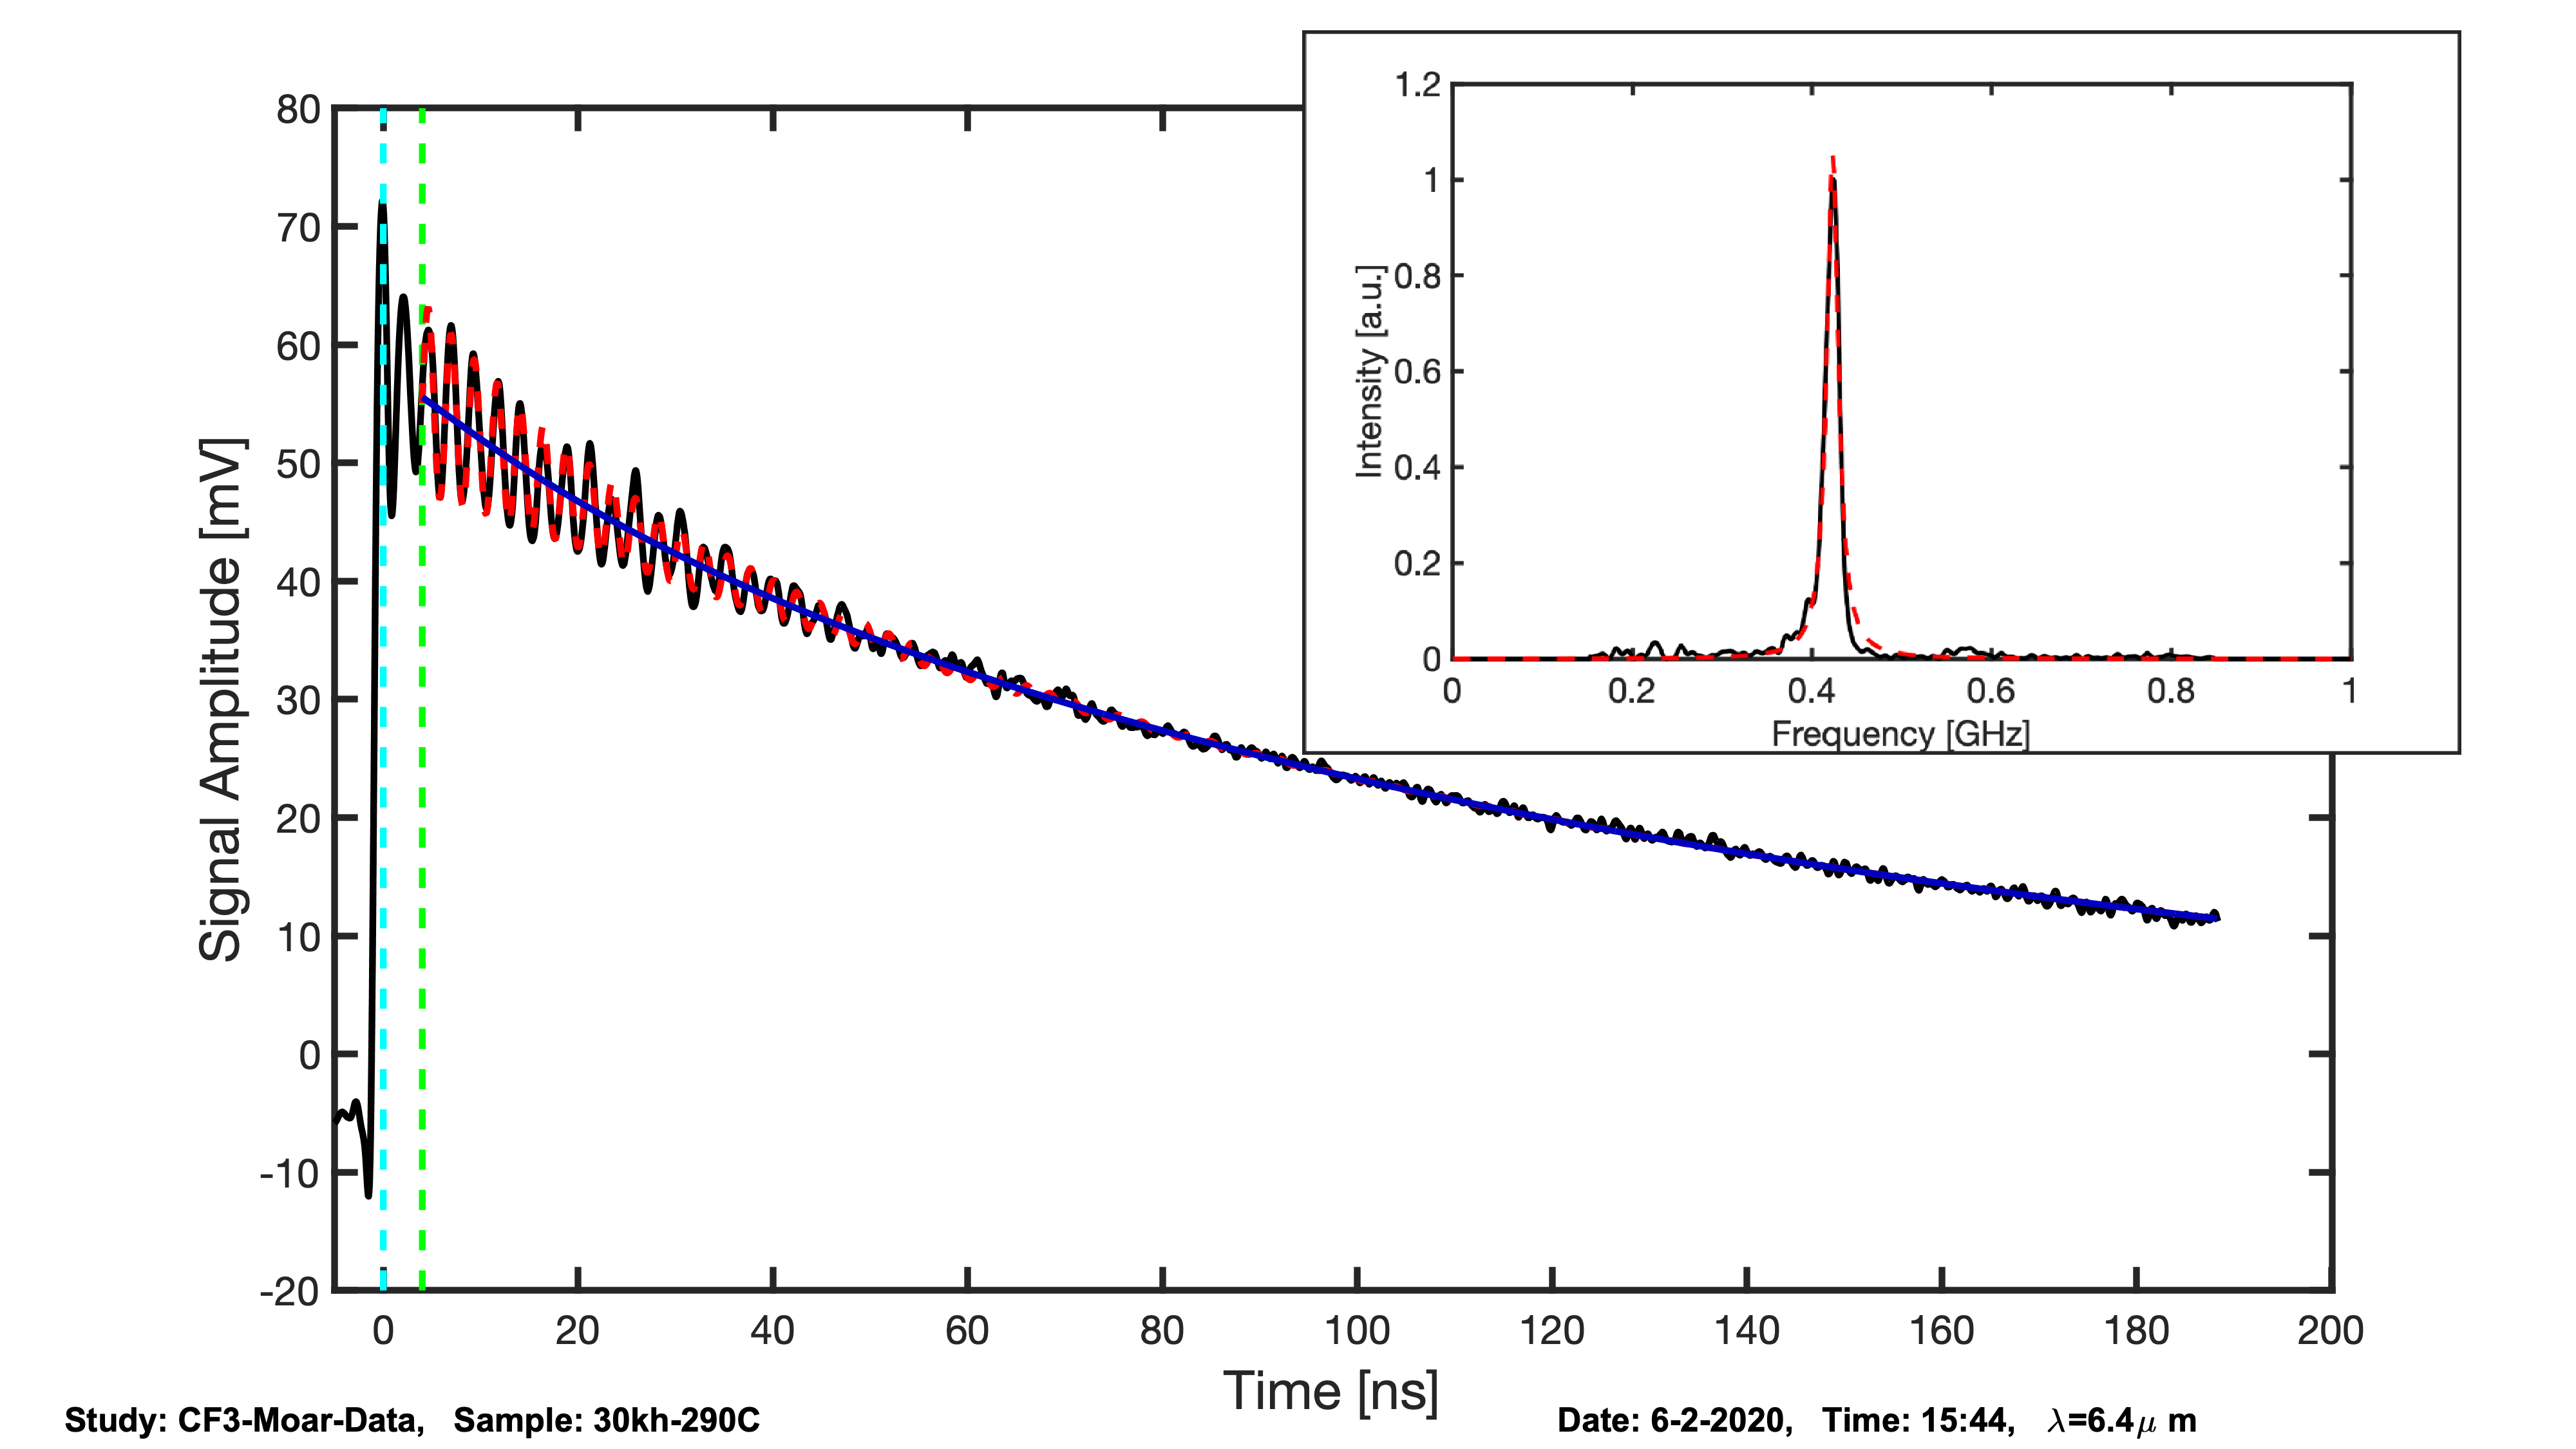 1.2
1
0.8
0.6
0.4
0.2
0
Intensity [a.u.]
0 0.2 0.4 0.6 0.8 1
Frequency [GHz]
80
70
60
50
40
30
20
10
0
-10
-20
Signal Amplitude [mV]
0 20 40 60 80 100 120 140 160 180 200
Time [ns]
Study: CF3-Moar-Data, Sample: 30kh-290C
Date: 6-2-2020, Time: 15:44, λ=6.4μ m